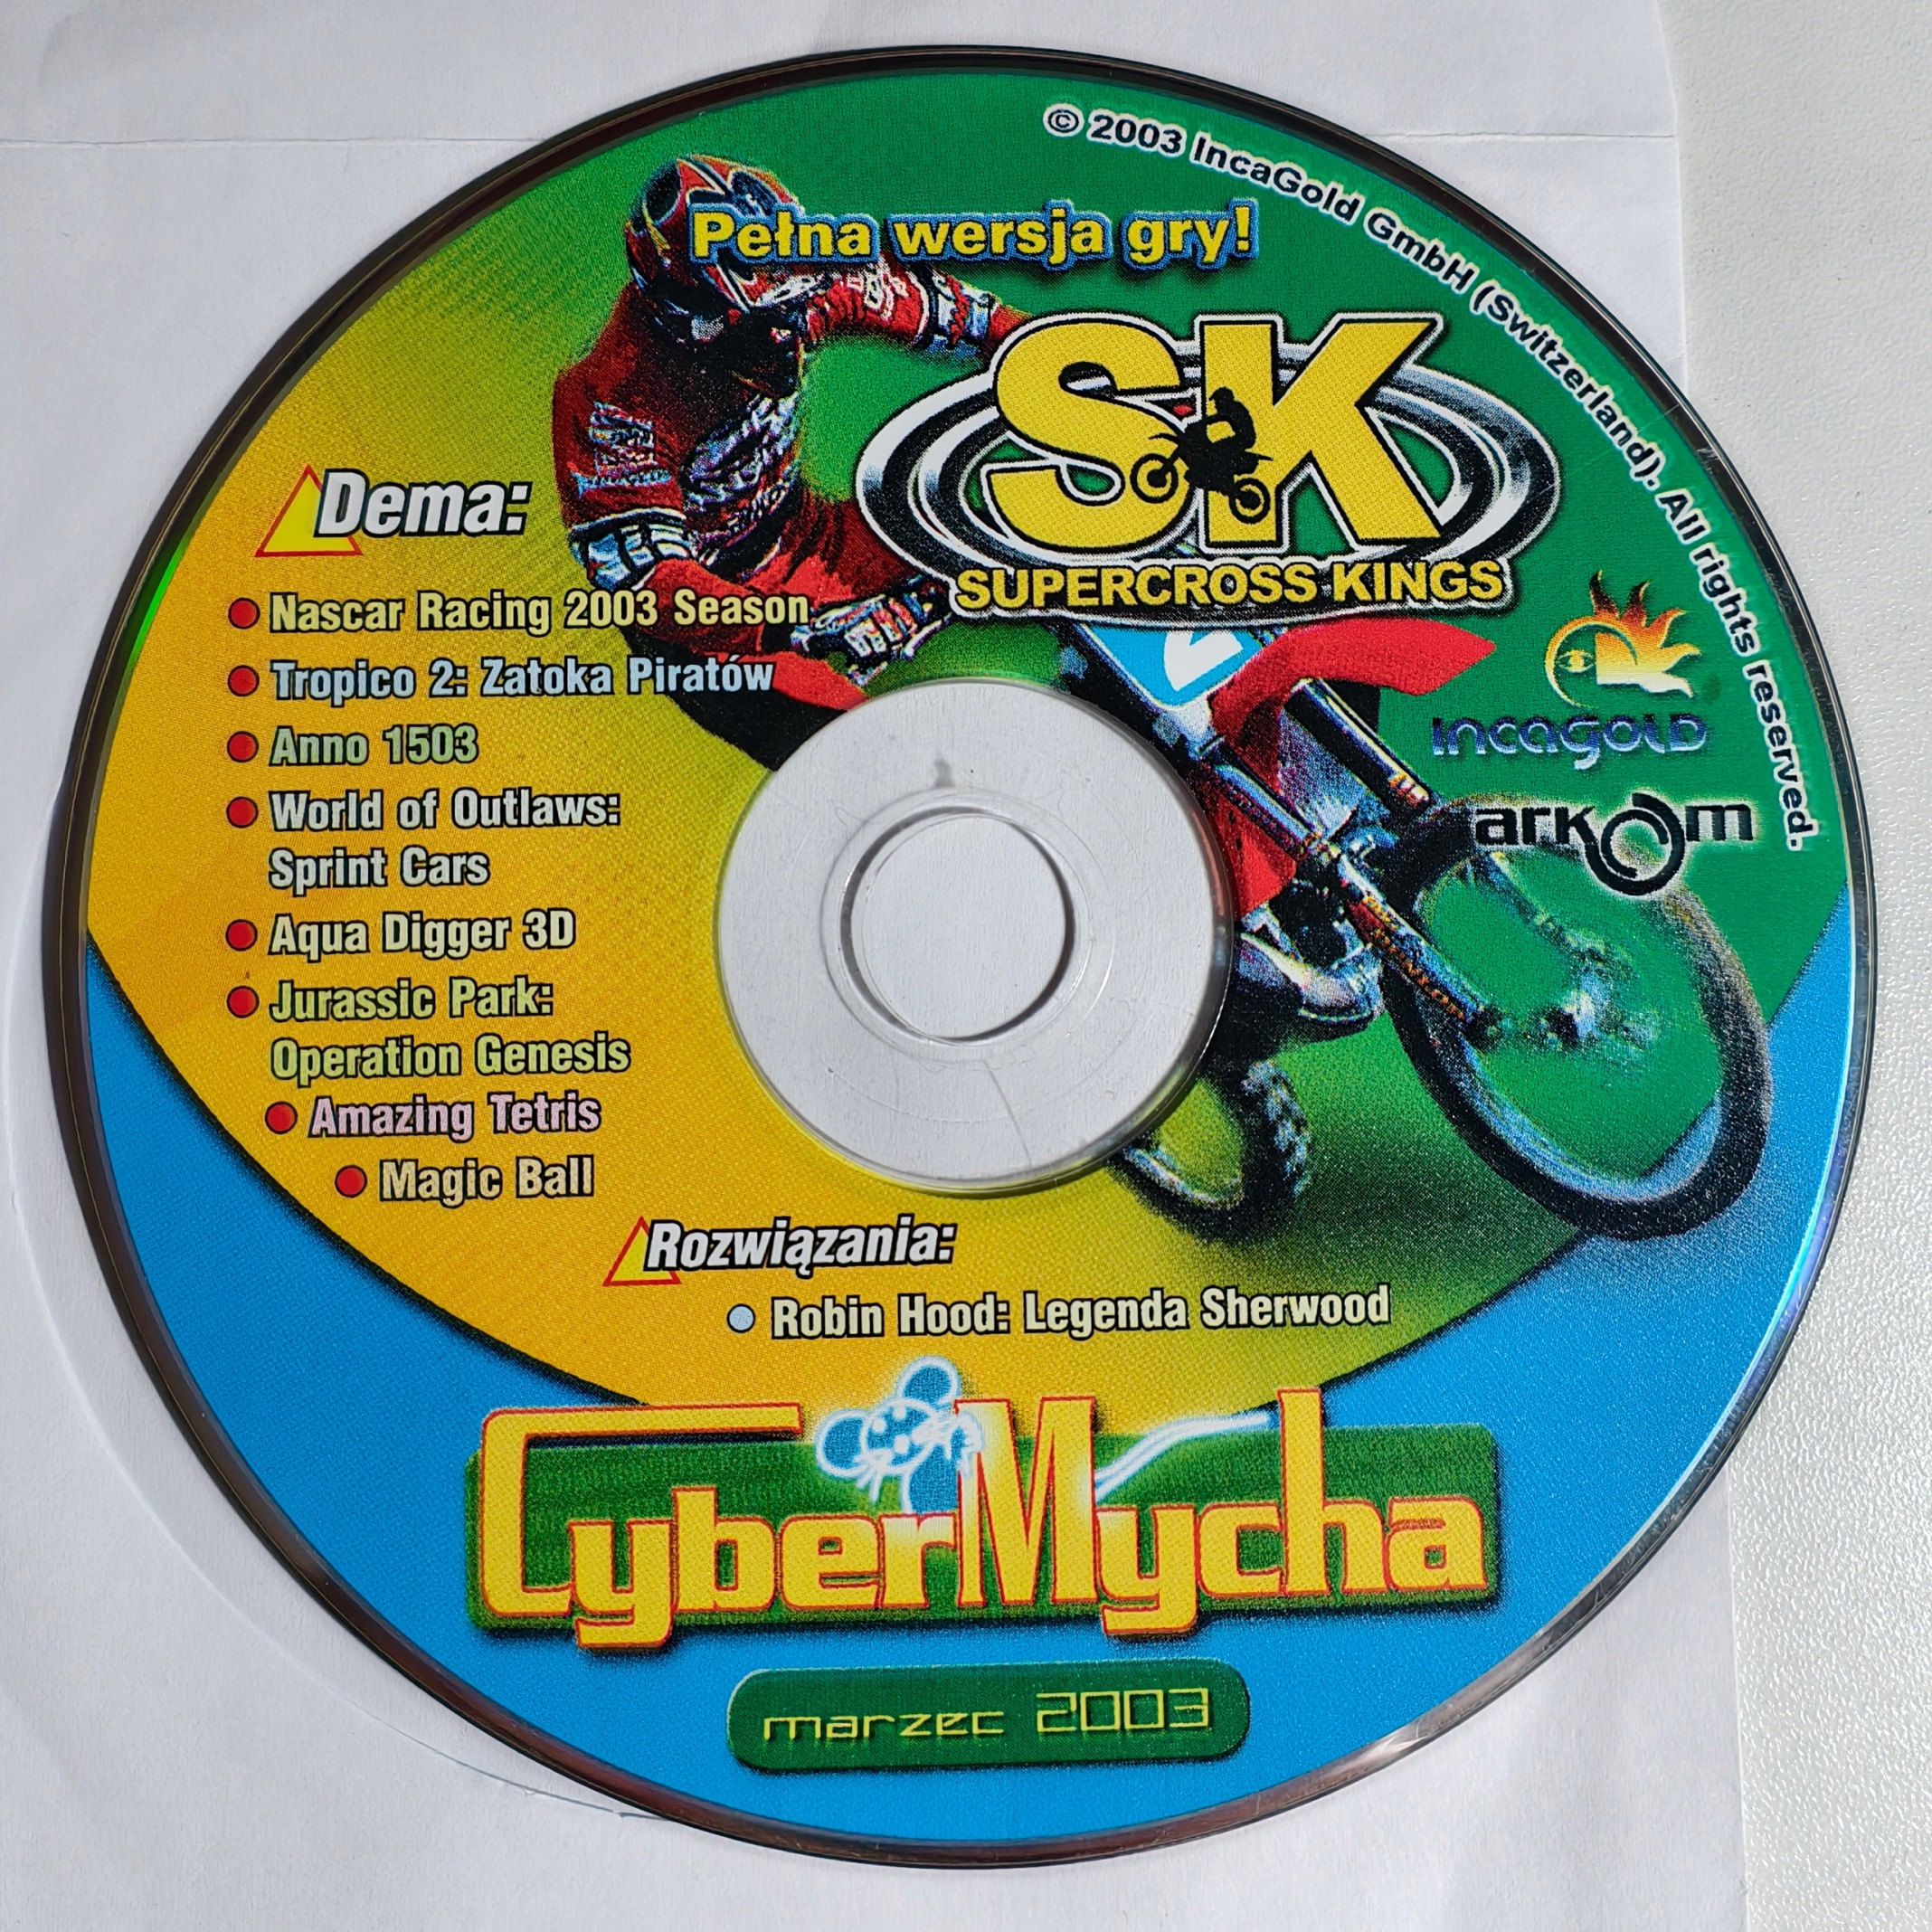 © 2003 IncaGold GmbH (Switzerland). All rights reserved.
Pełna wersja gry!
SK
SUPERCROSS KINGS
INCAGOLD
arkom
Dema:
Nascar Racing 2003 Season
Tropico 2: Zatoka Piratów
Anno 1503
World of Outlaws:
Sprint Cars
Aqua Digger 3D
Jurassic Park:
Operation Genesis
Amazing Tetris
Magic Ball
Rozwiązania:
Robin Hood: Legenda Sherwood
CyberMycha
marzec 2003